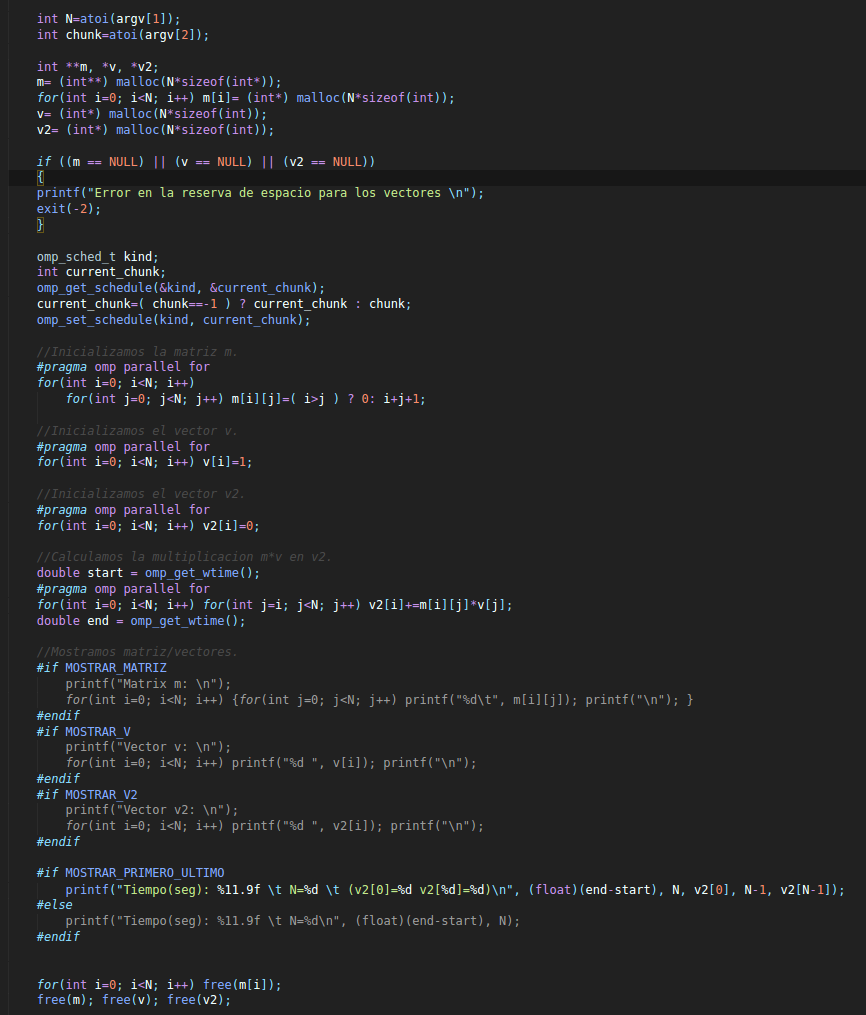 int N=atoi(argv[1]);
int chunk=atoi(argv[2]);

int **m, *v, *v2;
m= (int**) malloc(N*sizeof(int*));
for(int i=0; i<N; i++) m[i]= (int*) malloc(N*sizeof(int));
v= (int*) malloc(N*sizeof(int));
v2= (int*) malloc(N*sizeof(int));

if ((m == NULL) || (v == NULL) || (v2 == NULL))
{
printf("Error en la reserva de espacio para los vectores \n");
exit(-2);
}

omp_sched_t kind;
int current_chunk;
omp_get_schedule(&kind, &current_chunk);
current_chunk=( chunk==-1 ) ? current_chunk : chunk;
omp_set_schedule(kind, current_chunk);

//Inicializamos la matriz m.
#pragma omp parallel for
for(int i=0; i<N; i++)
    for(int j=0; j<N; j++) m[i][j]=( i>j ) ? 0: i+j+1;

//Inicializamos el vector v.
#pragma omp parallel for
for(int i=0; i<N; i++) v[i]=1;

//Inicializamos el vector v2.
#pragma omp parallel for
for(int i=0; i<N; i++) v2[i]=0;

//Calculamos la multiplicacion m*v en v2.
double start = omp_get_wtime();
#pragma omp parallel for
for(int i=0; i<N; i++) for(int j=i; j<N; j++) v2[i]+=m[i][j]*v[j];
double end = omp_get_wtime();

//Mostramos matriz/vectores.
#if MOSTRAR_MATRIZ
    printf("Matrix m: \n");
    for(int i=0; i<N; i++) {for(int j=0; j<N; j++) printf("%d\t", m[i][j]); printf("\n"); }
#endif
#if MOSTRAR_V
    printf("Vector v: \n");
    for(int i=0; i<N; i++) printf("%d ", v[i]); printf("\n");
#endif
#if MOSTRAR_V2
    printf("Vector v2: \n");
    for(int i=0; i<N; i++) printf("%d ", v2[i]); printf("\n");
#endif

#if MOSTRAR_PRIMERO_ULTIMO
    printf("Tiempo(seg): %11.9f \t N=%d \t (v2[0]=%d v2[%d]=%d)\n", (float)(end-start), N, v2[0], N-1, v2[N-1]);
#else
    printf("Tiempo(seg): %11.9f \t N=%d\n", (float)(end-start), N);
#endif


for(int i=0; i<N; i++) free(m[i]);
free(m); free(v); free(v2);